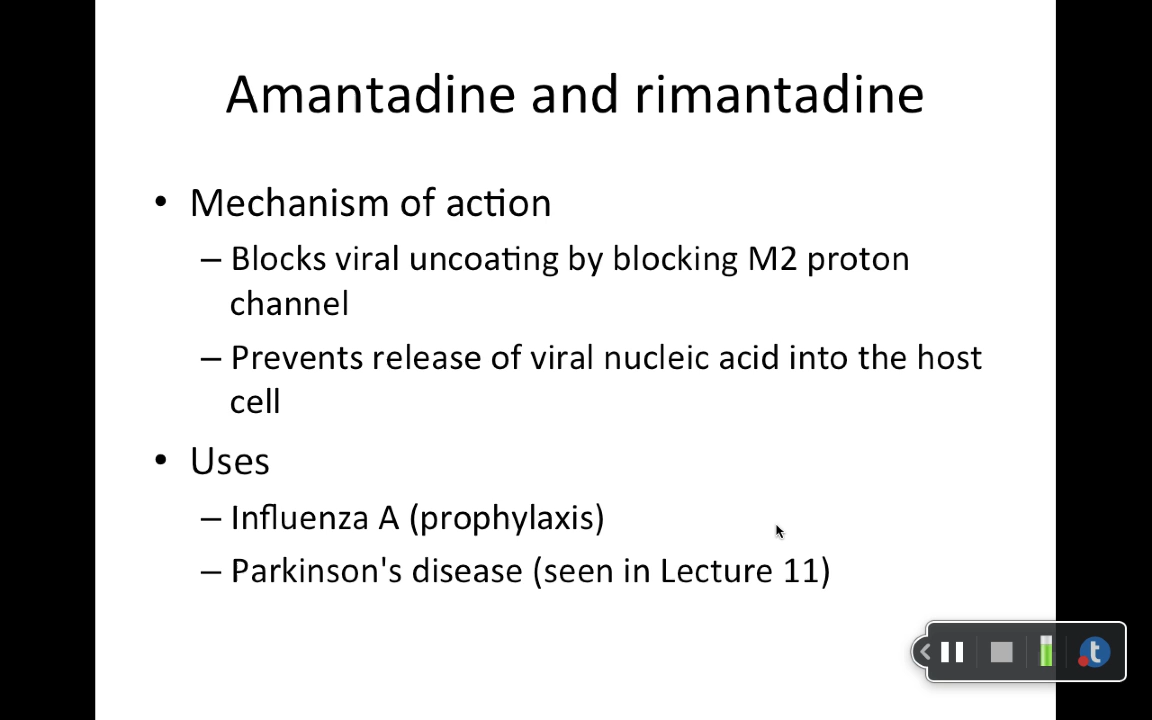 Amantadine and rimantadine
• Mechanism of action
– Blocks viral uncoating by blocking M2 proton
channel
– Prevents release of viral nucleic acid into the host
cell
• Uses
– Influenza A (prophylaxis)
– Parkinson's disease (seen in Lecture 11)
t